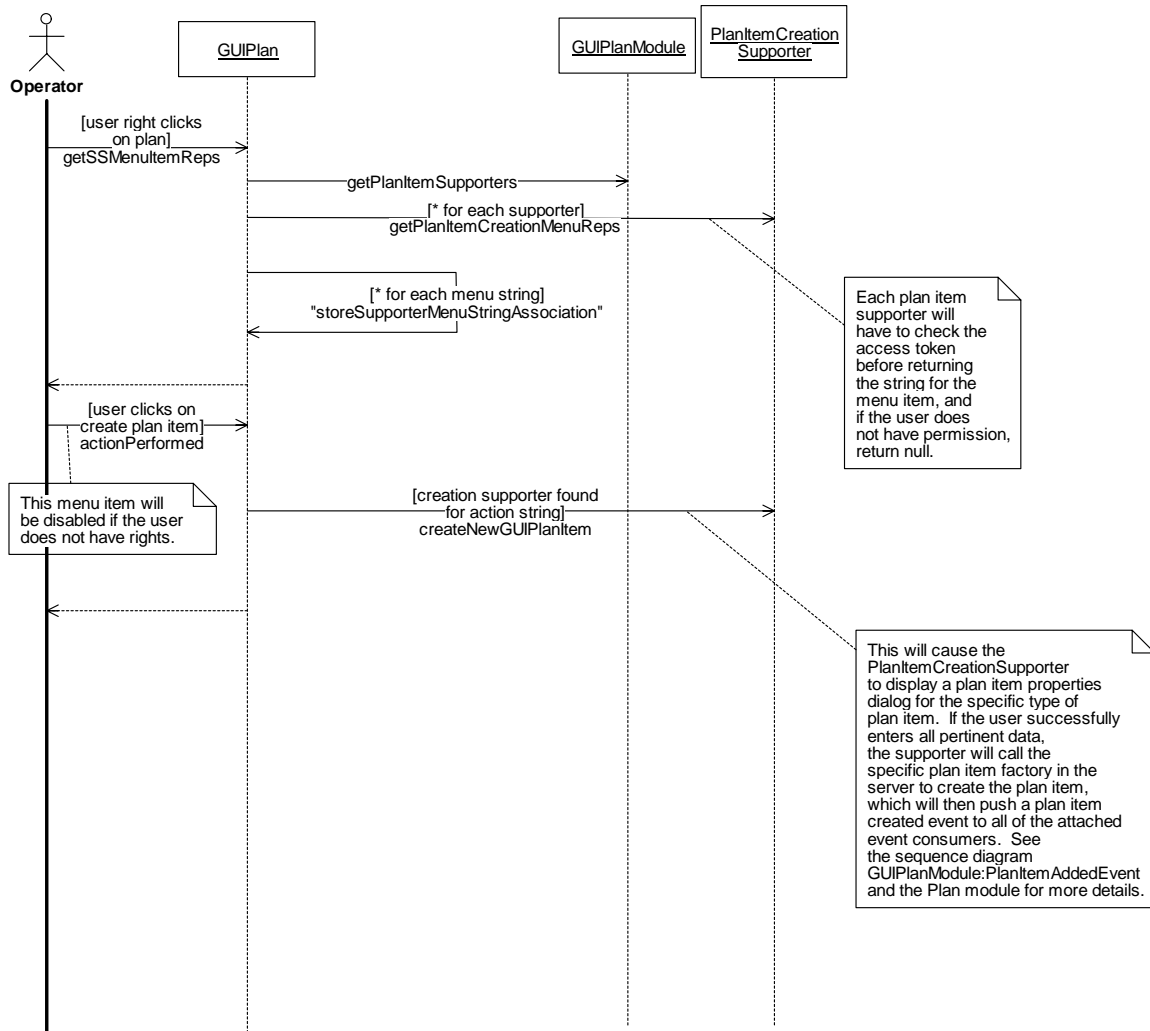 Operator
GUIPlan
GUIPlanModule
PlanItemCreation
Supporter
[user right clicks
on plan]
getSSMenuItemReps
getPlanItemSupporters
[* for each supporter]
getPlanItemCreationMenuReps
[* for each menu string]
"storeSupporterMenuStringAssociation"
Each plan item
supporter will
have to check the
access token
before returning
the string for the
menu item, and
if the user does
not have permission,
return null.
[user clicks on
create plan item]
actionPerformed
This menu item will
be disabled if the user
does not have rights.
[creation supporter found
for action string]
createNewGUIPlanItem
This will cause the
PlanItemCreationSupporter
to display a plan item properties
dialog for the specific type of
plan item.  If the user successfully
enters all pertinent data,
the supporter will call the
specific plan item factory in the
server to create the plan item,
which will then push a plan item
created event to all of the attached
event consumers.  See
the sequence diagram
GUIPlanModule:PlanItemAddedEvent
and the Plan module for more details.